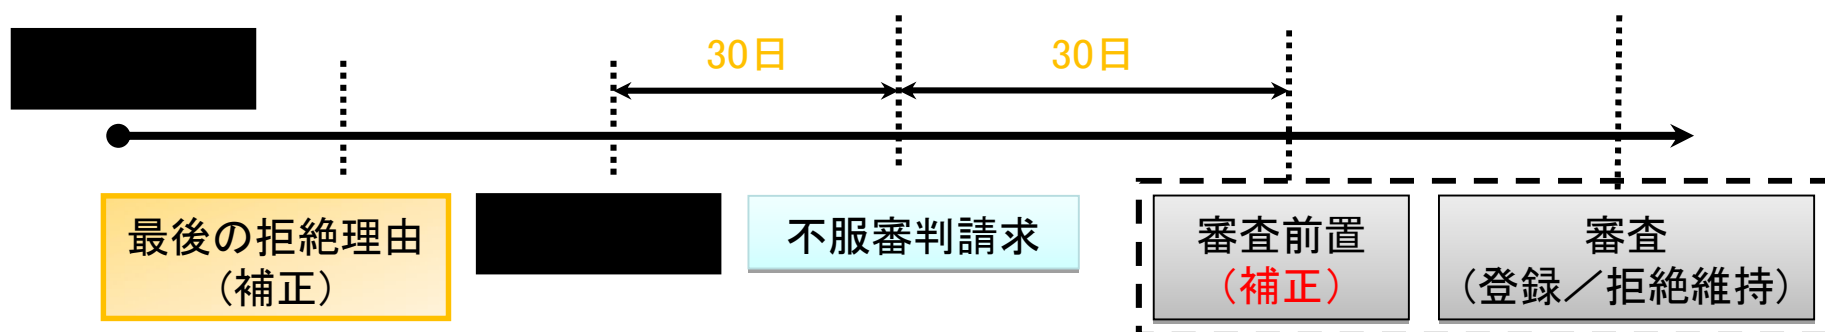 30日
30日
最後の拒絶理由
(補正)
不服審判請求
審査前置
(補正)
審査
(登録／拒絶維持)